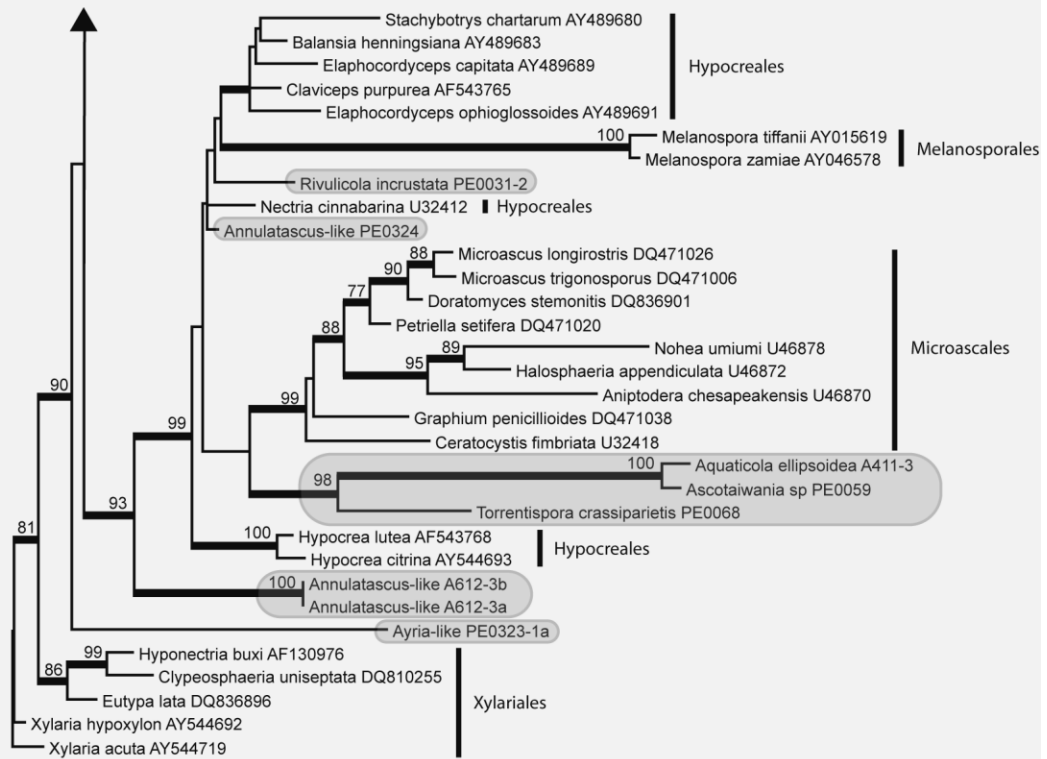 Stachybotrys chartarum AY489680
Balansia henningsiana AY489683
Elaphocordyceps capitata AY489689
Hypocreales
Claviceps purpurea AF543765
Elaphocordyceps ophioglossoides AY489691
100
Melanospora tiffanii AY015619
Melanosporales
Melanospora zamiae AY046578
Rivulicola incrustata PE0031-2
Nectria cinnabarina U32412
Hypocreales
Annulatascus-like PE0324
88
Microascus longirostris DQ471026
90
Microascus trigonosporus DQ471006
77
Doratomyces stemonitis DQ836901
88
Petriella setifera DQ471020
89
Nohea umiumi U46878
Microascales
95
Halosphaeria appendiculata U46872
90
Aniptodera chesapeakensis U46870
99
Graphium penicillioides DQ471038
99
Ceratocystis fimbriata U32418
100
Aquaticola ellipsoidea A411-3
98
Ascotaiwania sp PE0059
93
Torrentispora crassiparietis PE0068
81
100
Hypocrea lutea AF543768
Hypocreales
Hypocrea citrina AY544693
100
Annulatascus-like A612-3b
Annulatascus-like A612-3a
Ayria-like PE0323-1a
99
Hyponectria buxi AF130976
86
Clypeosphaeria uniseptata DQ810255
Eutypa lata DQ836896
Xylariales
Xylaria hypoxylon AY544692
Xylaria acuta AY544719